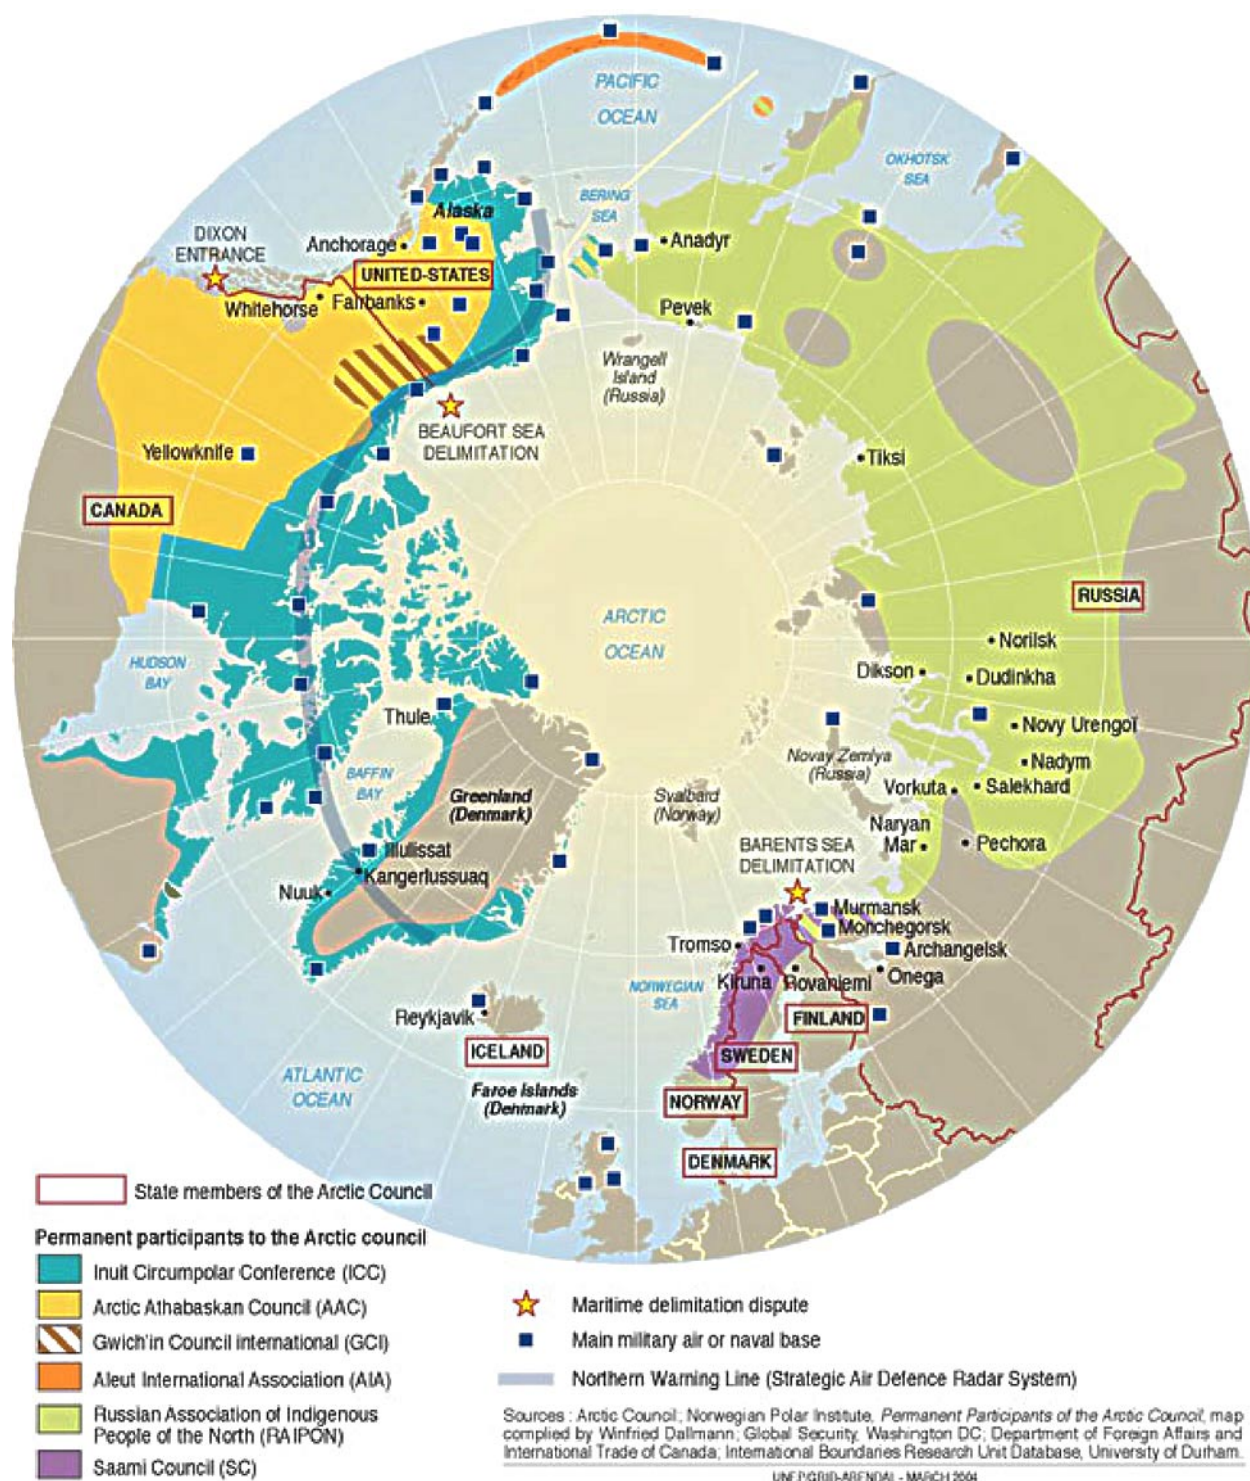 PACIFIC
OCEAN
OKHOTSK
SEA
BERING
SEA
Alaska
DIXON
ENTRANCE
Anchorage
Anadyr
UNITED-STATES
Whitehorse
Fairbanks
Pevek
Wrangell
Island
(Russia)
BEAUFORT SEA
DELIMITATION
Yellowknife
Tiksi
CANADA
RUSSIA
ARCTIC
OCEAN
Norilsk
HUDSON
BAY
Dikson
Dudinkha
Thule
Novy Urengoï
Novay Zemlya
(Russia)
Nadym
BAFFIN
BAY
Vorkuta
Salekhard
Greenland
(Denmark)
Svalbard
(Norway)
Naryan
Mar
Pechora
BARENTS SEA
DELIMITATION
Illulissat
Kangerlussuaq
Nuuk
Murmansk
Monchegorsk
Tromso
Archangelsk
Kiruna
Rovaniemi
Onega
NORWEGIAN
SEA
Reykjavik
FINLAND
ICELAND
SWEDEN
ATLANTIC
OCEAN
Faroe Islands
(Denmark)
NORWAY
DENMARK
State members of the Arctic Council
Permanent participants to the Arctic council
Inuit Circumpolar Conference (ICC)
Arctic Athabaskan Council (AAC)
Gwich'in Council international (GCI)
Aleut International Association (AIA)
Russian Association of Indigenous
People of the North (RAIPON)
Saami Council (SC)
Maritime delimitation dispute
Main military air or naval base
Northern Warning Line (Strategic Air Defence Radar System)
Sources : Arctic Council; Norwegian Polar Institute, Permanent Participants of the Arctic Council, map
complied by Winfried Dallmann; Global Security, Washington DC; Department of Foreign Affairs and
International Trade of Canada; International Boundaries Research Unit Database, University of Durham.
UNEP/GRID-ARENDAL - MARCH 2004